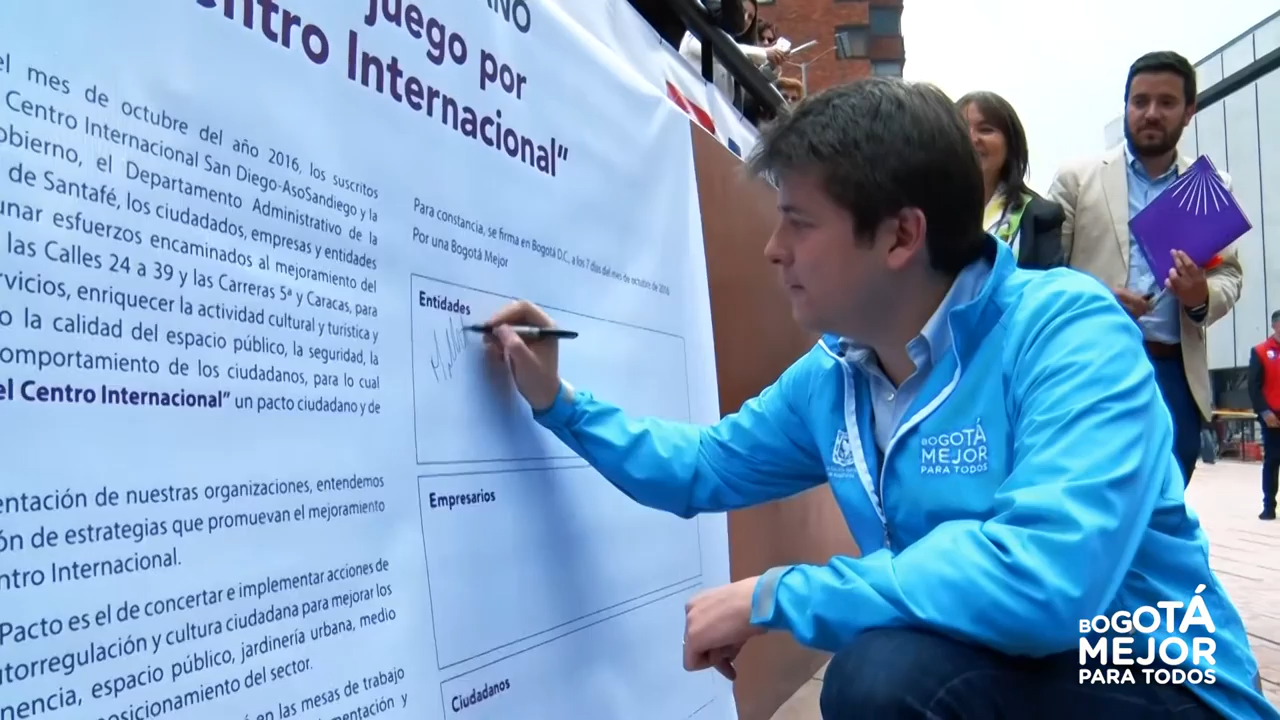 juego por
entro Internacional”
el mes de octubre del año 2016, los suscritos
Centro Internacional San Diego-AsoSandiego y la
obierno, el Departamento Administrativo de la
de Santafé, los ciudadanos, empresas y entidades
unar esfuerzos encaminados al mejoramiento del
las Calles 24 a 39 y las Carreras 5ª y Caracas, para
rvicios, enriquecer la actividad cultural y turística y
o la calidad del espacio público, la seguridad, la
omportamiento de los ciudadanos, para lo cual
el Centro Internacional” un pacto ciudadano y de
entación de nuestras organizaciones, entendemos
ón de estrategias que promuevan el mejoramiento
ntro Internacional.
Pacto es el de concertar e implementar acciones de
utorregulación y cultura ciudadana para mejorar los
nencia, espacio público, jardinería urbana, medio
posicionamiento del sector.
en las mesas de trabajo
mentación y
Para constancia, se firma en Bogotá D.C., a los 7 días del mes de octubre de 2016
Por una Bogotá Mejor
Entidades
Empresarios
Ciudadanos
BOGOTÁ
MEJOR
PARA TODOS
BOGOTÁ
MEJOR
PARA TODOS